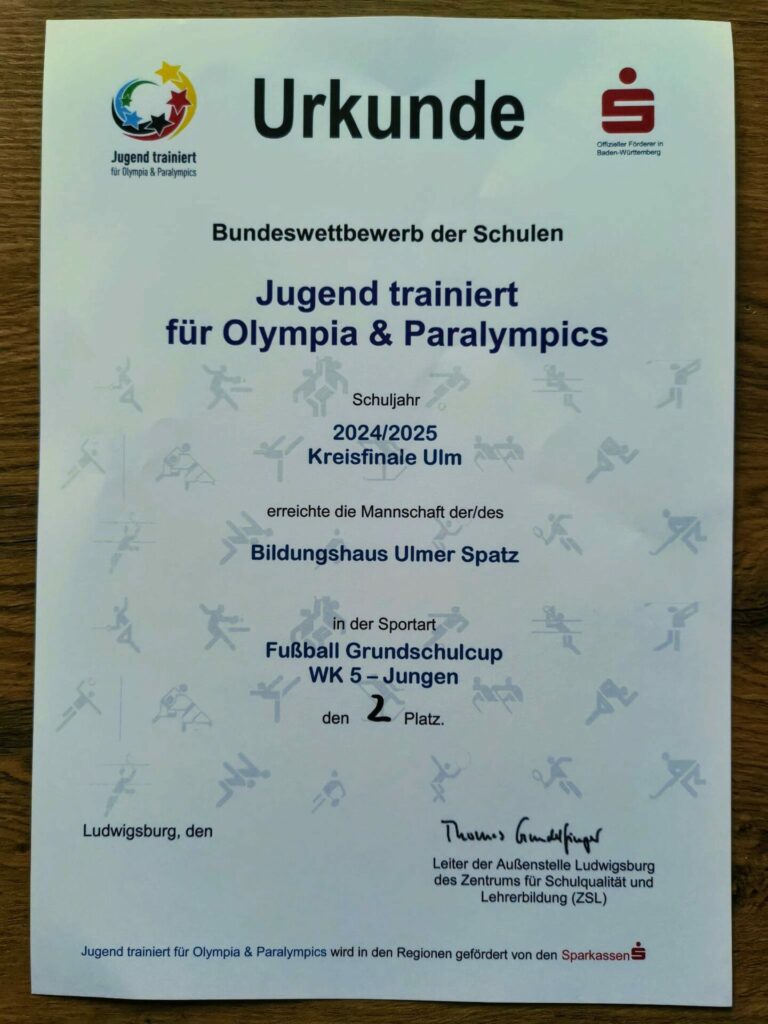 Jugend trainiert
für Olympia & Paralympics
Urkunde
Offizieller Förderer in
Baden-Württemberg
Bundeswettbewerb der Schulen
Jugend trainiert
für Olympia & Paralympics
Schuljahr
2024/2025
Kreisfinale Ulm
erreichte die Mannschaft der/des
Bildungshaus Ulmer Spatz
in der Sportart
Fußball Grundschulcup
WK 5 – Jungen
den 2 Platz.
Ludwigsburg, den
Thomas Gundelfinger
Leiter der Außenstelle Ludwigsburg
des Zentrums für Schulqualität und
Lehrerbildung (ZSL)
Jugend trainiert für Olympia & Paralympics wird in den Regionen gefördert von den Sparkassen